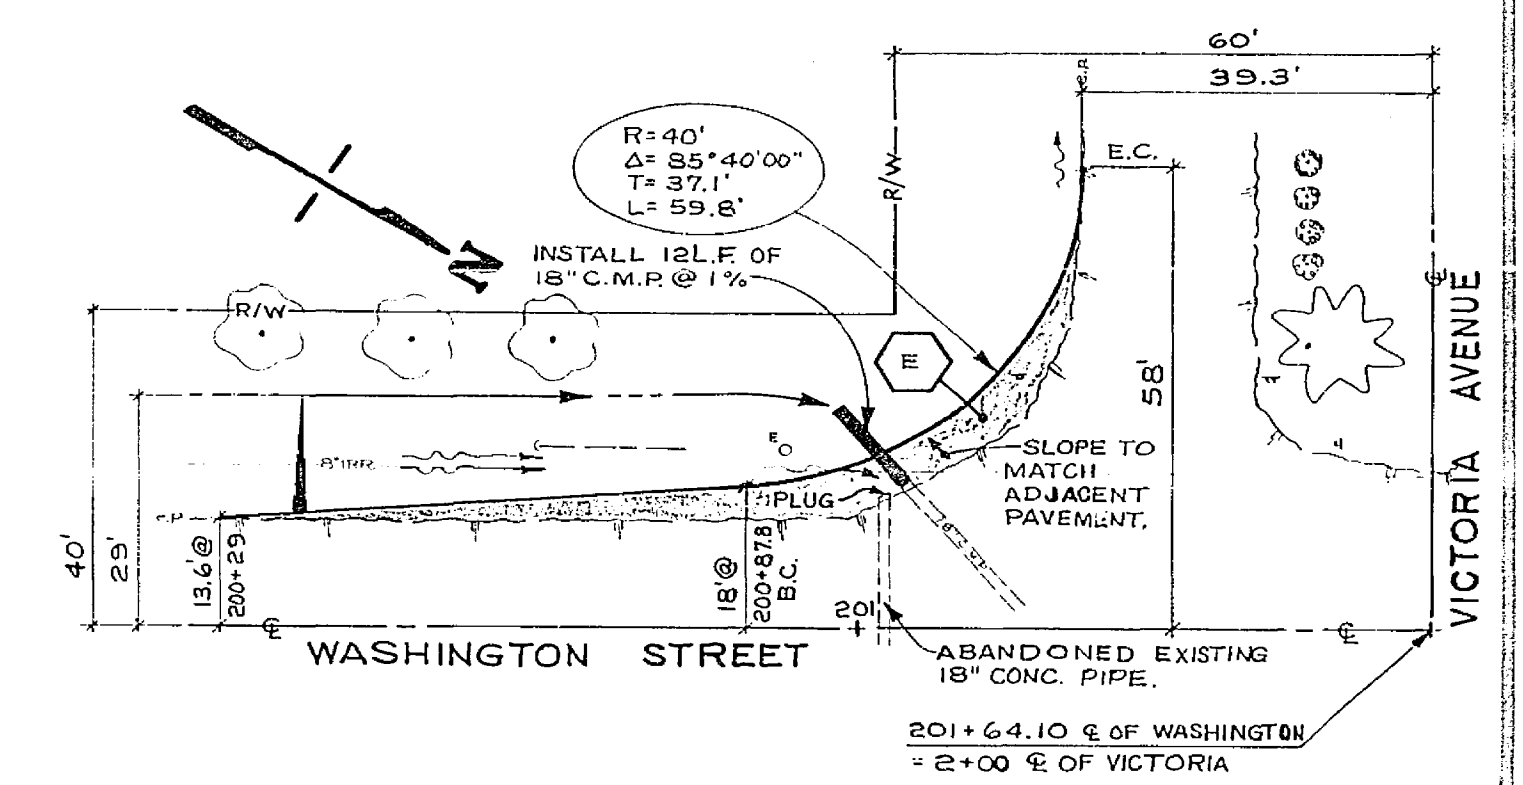 60'
39.3'
R=40'
Δ= 85°40'00"
T= 37.1'
L= 59.8'
R/W
E.C.
INSTALL 12 L.F. OF
18" C.M.P. @ 1%
N
R/W
E
℄
VICTORIA AVENUE
58'
SLOPE TO
MATCH
ADJACENT
PAVEMENT.
8" IRR.
E
PLUG
40'
29'
13.6' @
200+29
18' @
200+87.8
B.C.
201
℄
℄
WASHINGTON STREET
ABANDONED EXISTING
18" CONC. PIPE.
201+64.10 ℄ OF WASHINGTON
= 2+00 ℄ OF VICTORIA